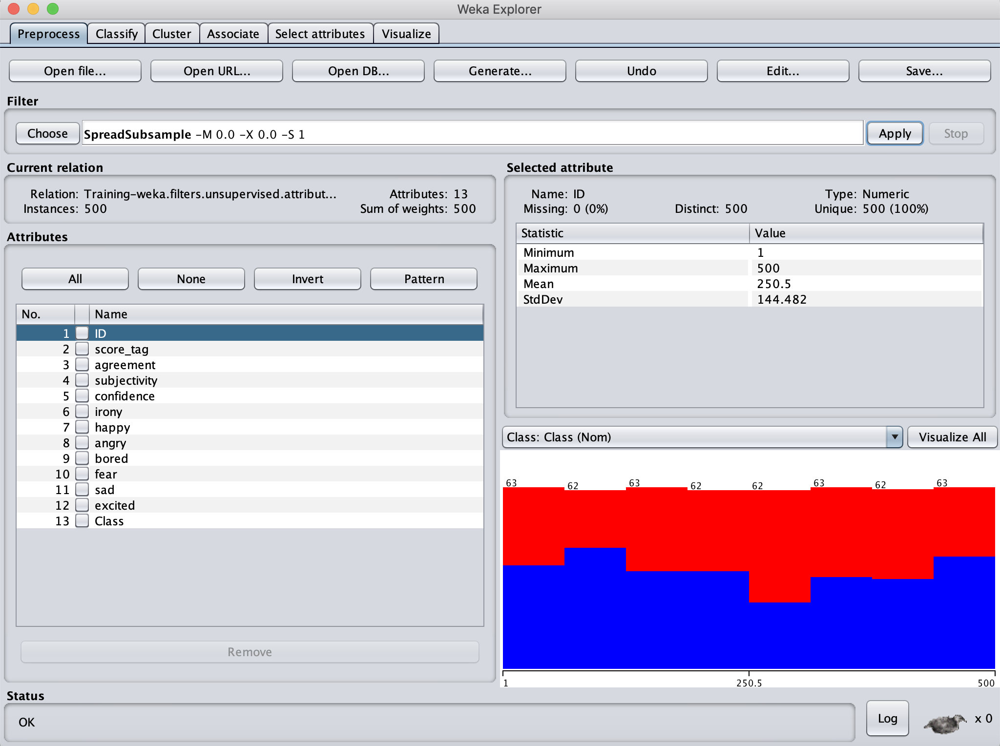 Weka Explorer
Preprocess Classify Cluster Associate Select attributes Visualize
Open file... Open URL... Open DB... Generate... Undo Edit... Save...
Filter
Choose SpreadSubsample -M 0.0 -X 0.0 -S 1 Apply Stop
Current relation
Relation: Training-weka.filters.unsupervised.attribut... Attributes: 13
Instances: 500 Sum of weights: 500
Attributes
All None Invert Pattern
No. Name
1 ID
2 score_tag
3 agreement
4 subjectivity
5 confidence
6 irony
7 happy
8 angry
9 bored
10 fear
11 sad
12 excited
13 Class
Remove
Selected attribute
Name: ID Type: Numeric
Missing: 0 (0%) Distinct: 500 Unique: 500 (100%)
Statistic Value
Minimum 1
Maximum 500
Mean 250.5
StdDev 144.482
Class: Class (Nom) Visualize All
63 62 63 62 62 63 62 63
1 250.5 500
Status
OK Log x 0